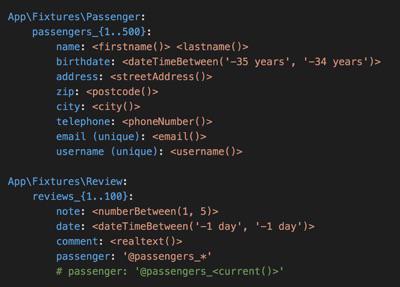 App\Fixtures\Passenger:
passengers_{1..500}:
name: <firstname()> <lastname()>
birthdate: <dateTimeBetween('-35 years', '-34 years')>
address: <streetAddress()>
zip: <postcode()>
city: <city()>
telephone: <phoneNumber()>
email (unique): <email()>
username (unique): <username()>
App\Fixtures\Review:
reviews_{1..100}:
note: <numberBetween(1, 5)>
date: <dateTimeBetween('-1 day', '-1 day')>
comment: <realtext()>
passenger: '@passengers_*'
# passenger: '@passengers_<current()>'